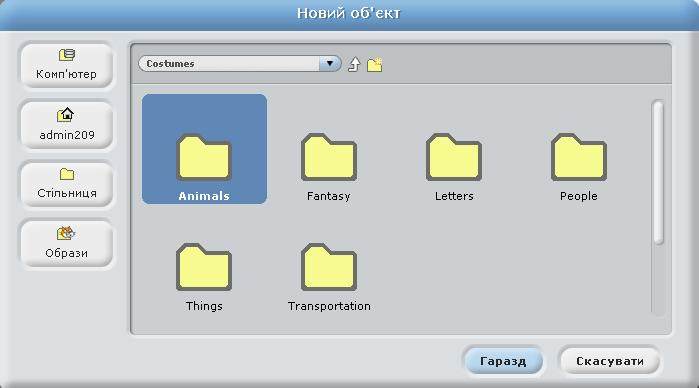 Новий об'єкт
Комп'ютер
admin209
Стільниця
Образи
Costumes
Animals
Fantasy
Letters
People
Things
Transportation
Гаразд
Скасувати